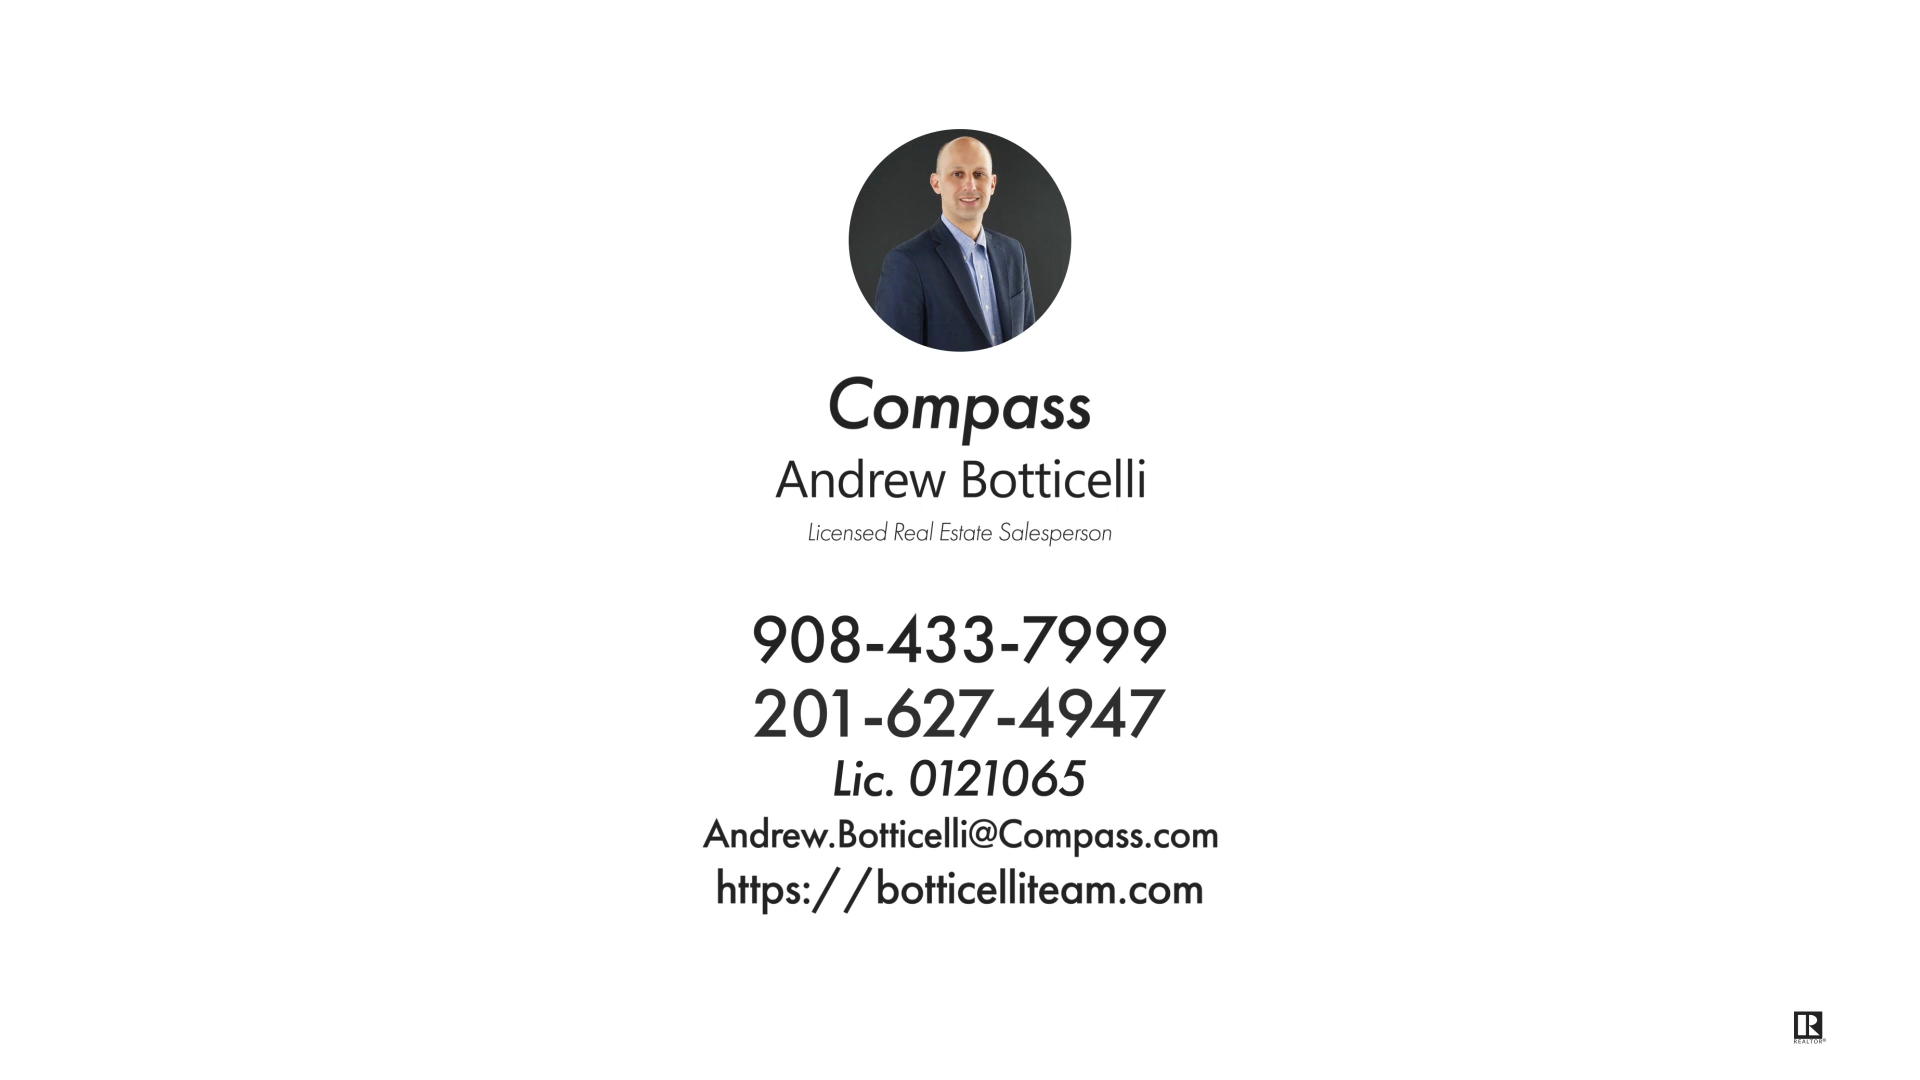 Compass
Andrew Botticelli
Licensed Real Estate Salesperson
908-433-7999
201-627-4947
Lic. 0121065
Andrew.Botticelli@Compass.com
https://botticelliteam.com
R
REALTOR®